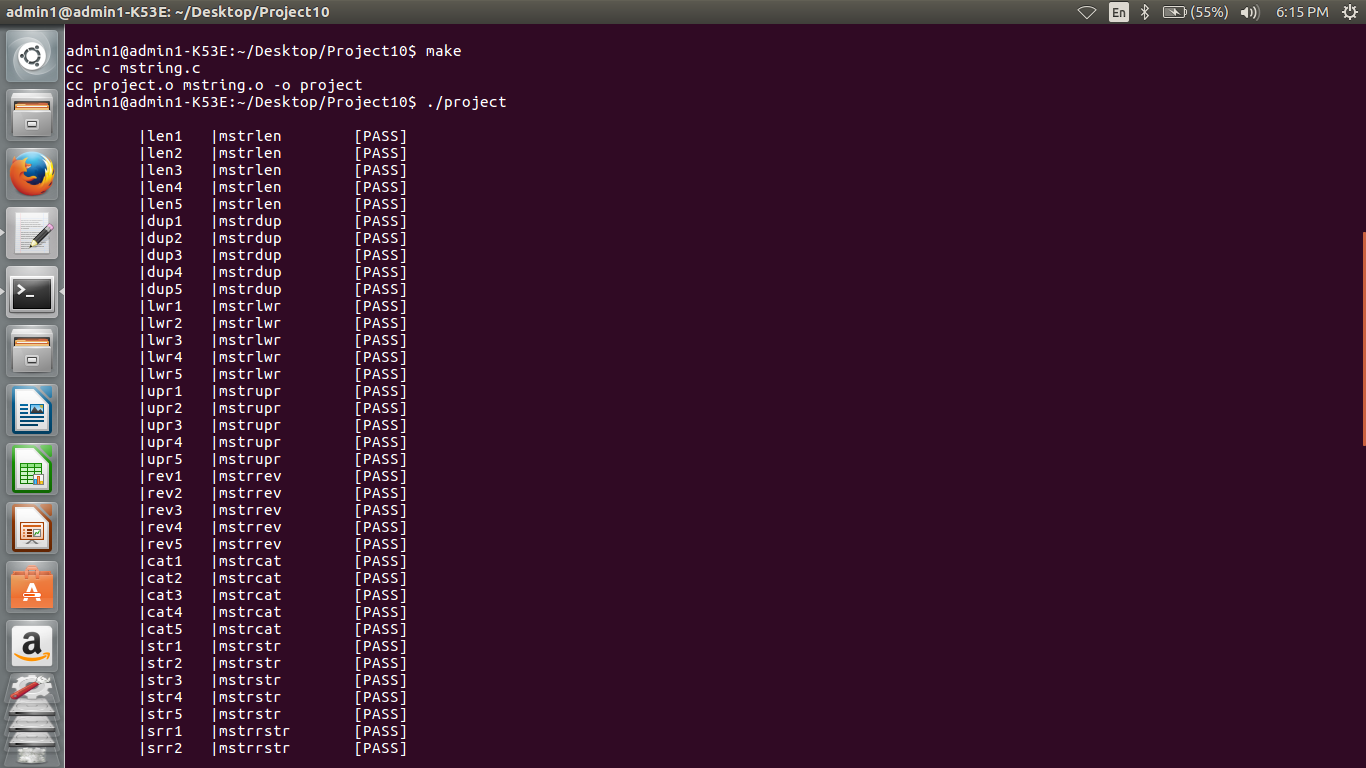 admin1@admin1-K53E: ~/Desktop/Project10 En (55%) 6:15 PM
admin1@admin1-K53E:~/Desktop/Project10$ make
cc -c mstring.c
cc project.o mstring.o -o project
admin1@admin1-K53E:~/Desktop/Project10$ ./project
|len1 |mstrlen [PASS]
|len2 |mstrlen [PASS]
|len3 |mstrlen [PASS]
|len4 |mstrlen [PASS]
|len5 |mstrlen [PASS]
|dup1 |mstrdup [PASS]
|dup2 |mstrdup [PASS]
|dup3 |mstrdup [PASS]
|dup4 |mstrdup [PASS]
|dup5 |mstrdup [PASS]
|lwr1 |mstrlwr [PASS]
|lwr2 |mstrlwr [PASS]
|lwr3 |mstrlwr [PASS]
|lwr4 |mstrlwr [PASS]
|lwr5 |mstrlwr [PASS]
|upr1 |mstrupr [PASS]
|upr2 |mstrupr [PASS]
|upr3 |mstrupr [PASS]
|upr4 |mstrupr [PASS]
|upr5 |mstrupr [PASS]
|rev1 |mstrrev [PASS]
|rev2 |mstrrev [PASS]
|rev3 |mstrrev [PASS]
|rev4 |mstrrev [PASS]
|rev5 |mstrrev [PASS]
|cat1 |mstrcat [PASS]
|cat2 |mstrcat [PASS]
|cat3 |mstrcat [PASS]
|cat4 |mstrcat [PASS]
|cat5 |mstrcat [PASS]
|str1 |mstrstr [PASS]
|str2 |mstrstr [PASS]
|str3 |mstrstr [PASS]
|str4 |mstrstr [PASS]
|str5 |mstrstr [PASS]
|srr1 |mstrrstr [PASS]
|srr2 |mstrrstr [PASS]